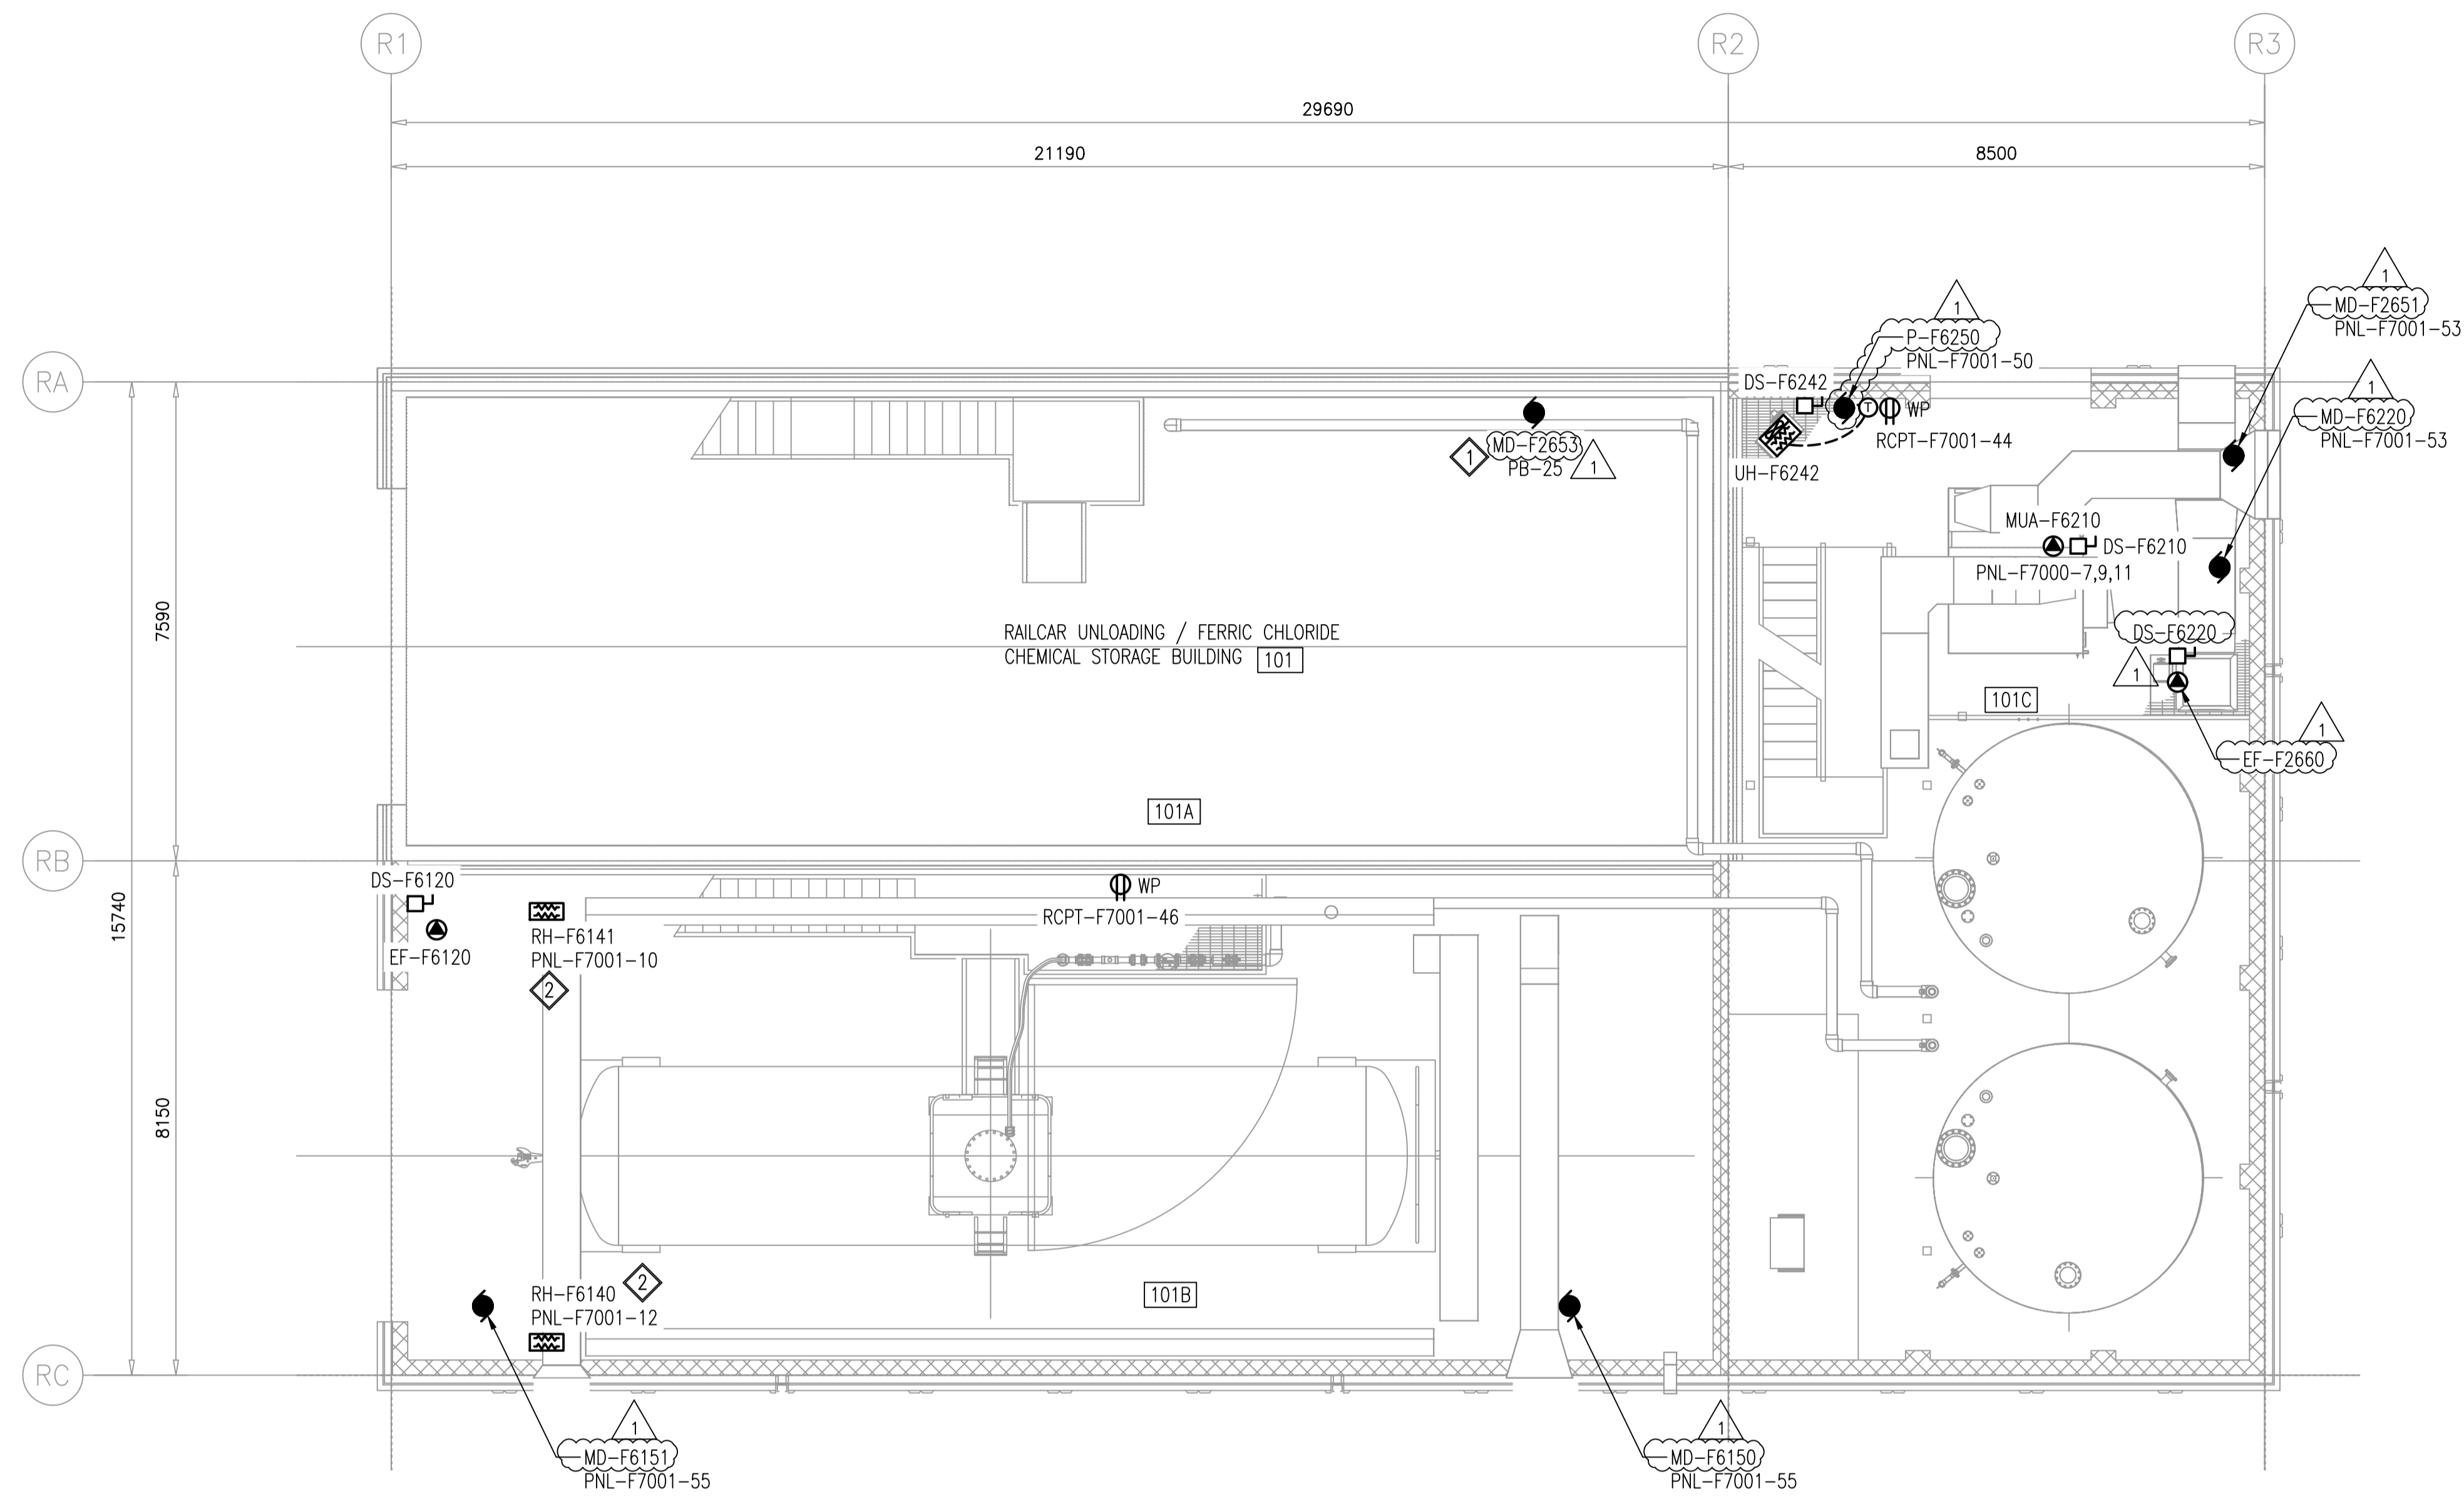 R1
R2
R3
29690
21190
8500
1
MD-F2651
PNL-F7001-53
1
P-F6250
PNL-F7001-50
1
MD-F6220
PNL-F7001-53
RA
DS-F6242
T
WP
RCPT-F7001-44
UH-F6242
1
MD-F2653
PB-25
1
MUA-F6210
DS-F6210
PNL-F7000-7,9,11
7590
RAILCAR UNLOADING / FERRIC CHLORIDE
CHEMICAL STORAGE BUILDING 101
DS-F6220
1
101C
1
EF-F2660
101A
RB
15740
DS-F6120
EF-F6120
WP
RCPT-F7001-46
RH-F6141
PNL-F7001-10
2
8150
2
RH-F6140
PNL-F7001-12
101B
RC
1
MD-F6151
PNL-F7001-55
1
MD-F6150
PNL-F7001-55